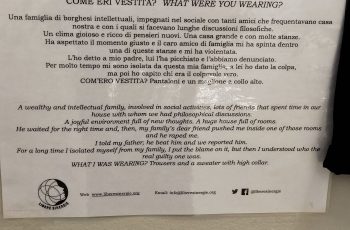 COM'ERI VESTITA? WHAT WERE YOU WEARING?
Una famiglia di borghesi intellettuali, impegnati nel sociale con tanti amici che frequentavano casa
nostra e con i quali si facevano lunghe discussioni filosofiche.
Un clima gioioso e ricco di pensieri nuovi. Una casa grande e con molte stanze.
Ha aspettato il momento giusto e il caro amico di famiglia mi ha spinta dentro
una di queste stanze e mi ha violentata.
L'ho detto a mio padre, lui l'ha picchiato e l'abbiamo denunciato.
Per molto tempo mi sono isolata da questa mia famiglia, a lei ho dato la colpa,
ma poi ho capito chi era il colpevole vero.
COM'ERO VESTITA? Pantaloni e un maglione a collo alto.
A wealthy and intellectual family, involved in social activities, lots of friends that spent time in our
house with whom we had philosophical discussions.
A joyful environment full of new thoughts. A huge house full of rooms.
He waited for the right time and, then, my family's dear friend pushed me inside one of those rooms
and he raped me.
I told my father, he beat him and we reported him.
For a long time I isolated myself from my family, I put the blame on it, but then I understood who the
real guilty one was.
WHAT I WAS WEARING? Trousers and a sweater with high collar.
LIBERE SINERGIE
Web: www.liberesinergie.org
Email: info@liberesinergie.org
@liberesinergie